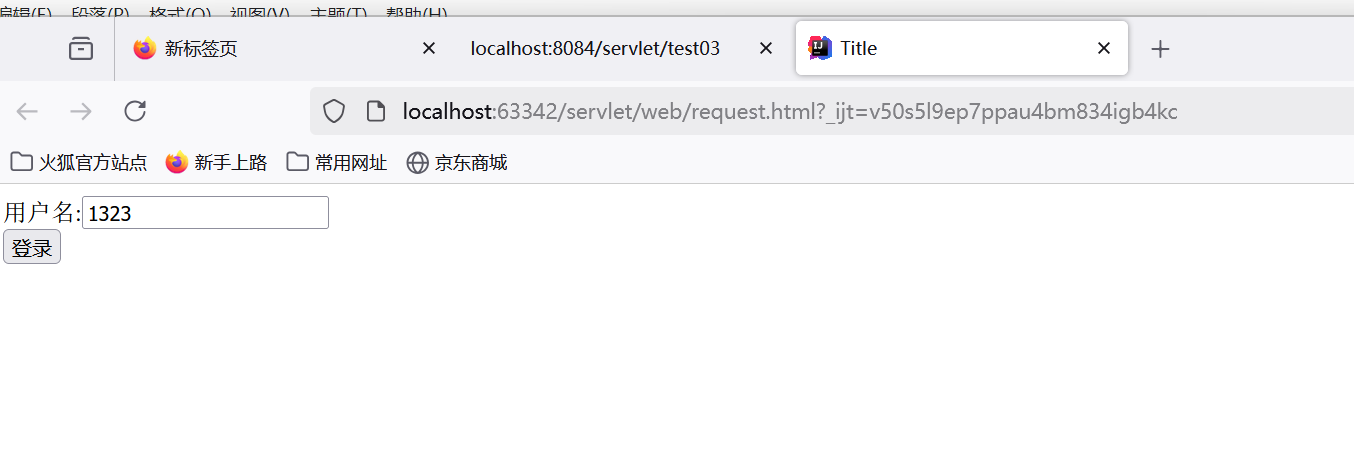 编辑(E) 段落(P) 格式(O) 视图(V) 主题(T) 帮助(H)
新标签页 localhost:8084/servlet/test03 Title
localhost:63342/servlet/web/request.html?_ijt=v50s5l9ep7ppau4bm834igb4kc
火狐官方站点 新手上路 常用网址 京东商城
用户名: 1323
登录